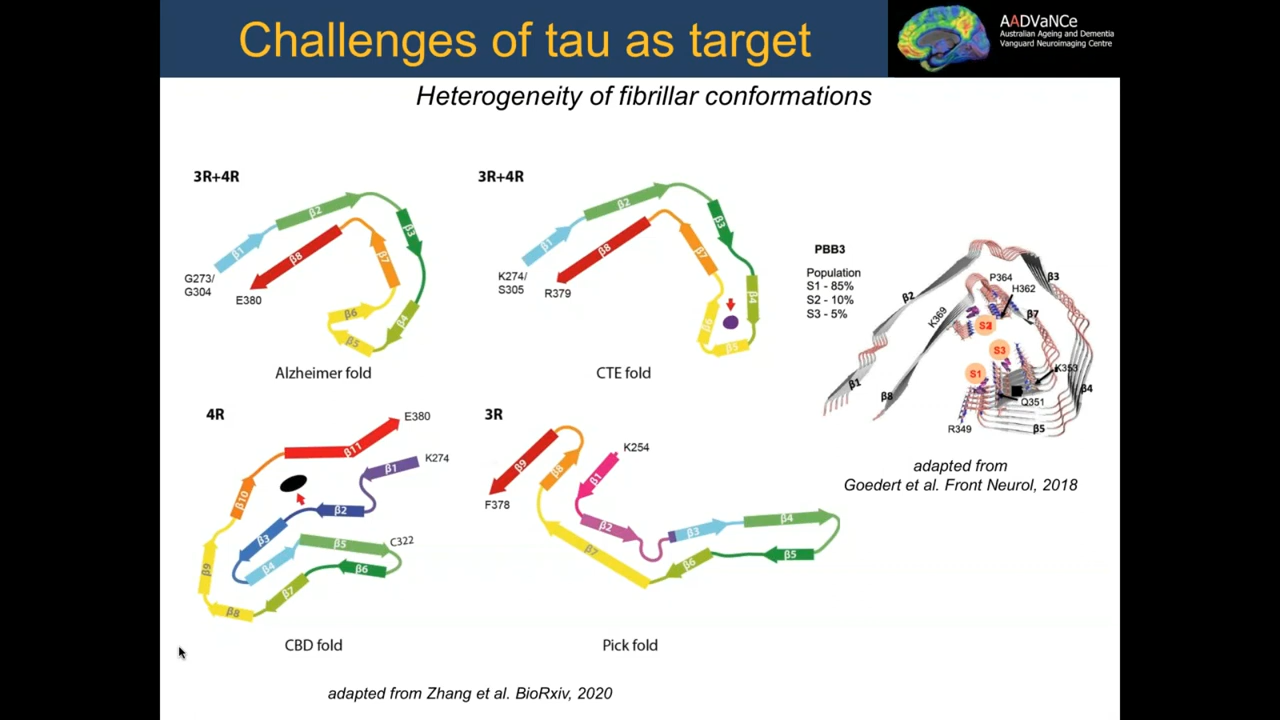 Challenges of tau as target
AADVaNCe
Australian Ageing and Dementia
Vanguard Neuroimaging Centre
Heterogeneity of fibrillar conformations
3R+4R
β1
β2
β3
β4
β5
β6
β7
β8
G273/
G304
E380
Alzheimer fold
3R+4R
β1
β2
β3
β4
β5
β6
β7
β8
K274/
S305
R379
CTE fold
PBB3
Population
S1 - 85%
S2 - 10%
S3 - 5%
β1
β2
β3
β4
β5
β7
β8
P364
H362
K369
S2
S3
S1
K353
Q351
R349
adapted from
Goedert et al. Front Neurol, 2018
4R
E380
β11
K274
β1
β10
β2
β3
β5
C322
β4
β6
β9
β7
β8
CBD fold
3R
K254
β9
β8
β1
F378
β2
β3
β4
β5
β6
β7
Pick fold
adapted from Zhang et al. BioRxiv, 2020